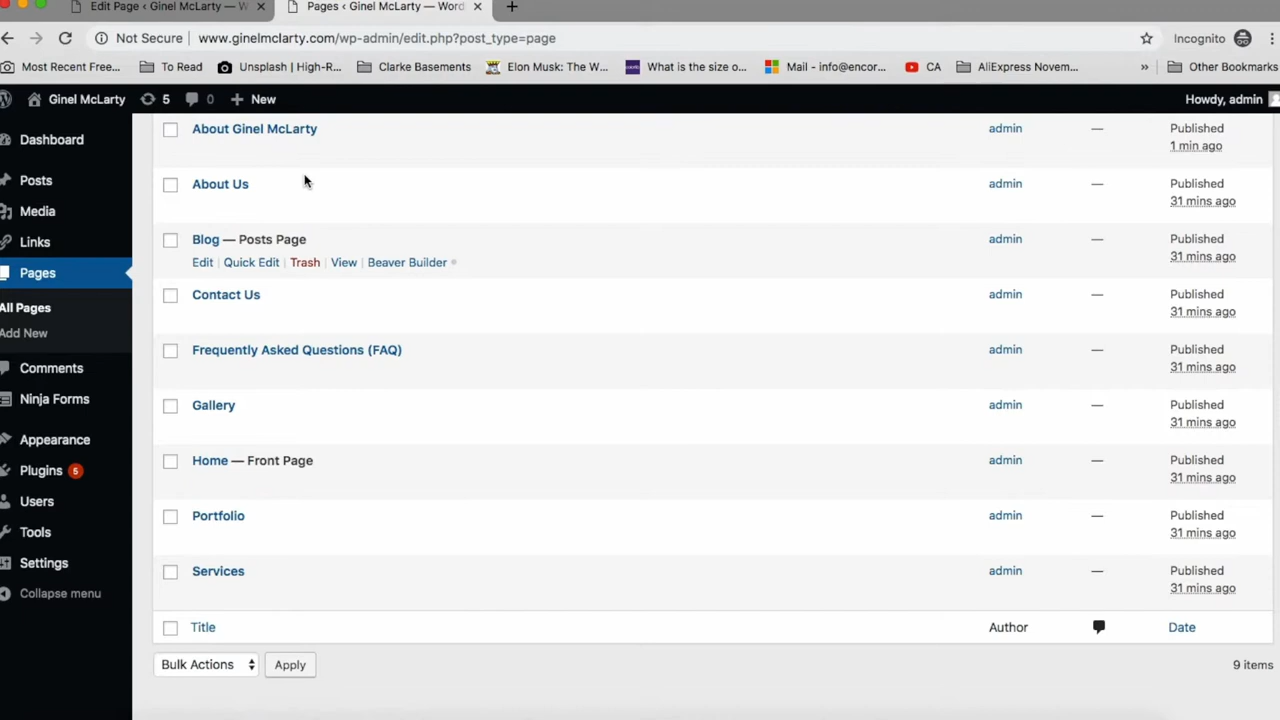 Edit Page ‹ Ginel McLarty — W
Pages ‹ Ginel McLarty — Word
Not Secure www.ginelmclarty.com/wp-admin/edit.php?post_type=page Incognito
Most Recent Free... To Read Unsplash | High-R... Clarke Basements Elon Musk: The W... What is the size o... Mail - info@encor... CA AliExpress Novem... » Other Bookmarks
Ginel McLarty 5 0 + New Howdy, admin
Dashboard
Posts
Media
Links
Pages
All Pages
Add New
Comments
Ninja Forms
Appearance
Plugins 5
Users
Tools
Settings
Collapse menu
About Ginel McLarty admin — Published
1 min ago
About Us admin — Published
31 mins ago
Blog — Posts Page admin — Published
Edit | Quick Edit | Trash | View | Beaver Builder 31 mins ago
Contact Us admin — Published
31 mins ago
Frequently Asked Questions (FAQ) admin — Published
31 mins ago
Gallery admin — Published
31 mins ago
Home — Front Page admin — Published
31 mins ago
Portfolio admin — Published
31 mins ago
Services admin — Published
31 mins ago
Title Author Date
Bulk Actions Apply 9 items